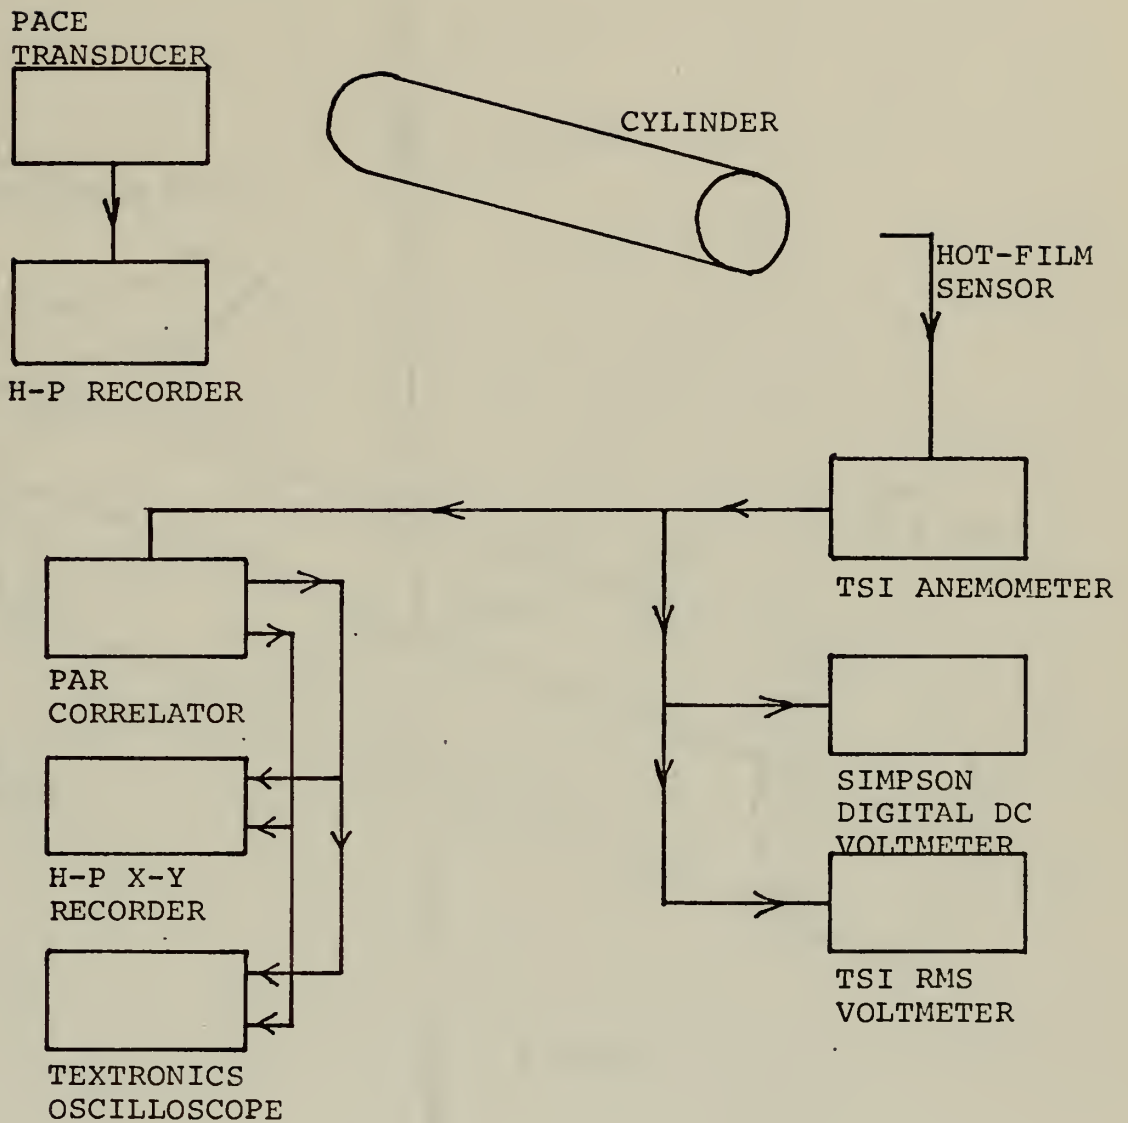 PACE
TRANSDUCER
CYLINDER
HOT-FILM
SENSOR
H-P RECORDER
TSI ANEMOMETER
PAR
CORRELATOR
SIMPSON
DIGITAL DC
VOLTMETER
H-P X-Y
RECORDER
TSI RMS
VOLTMETER
TEXTRONICS
OSCILLOSCOPE